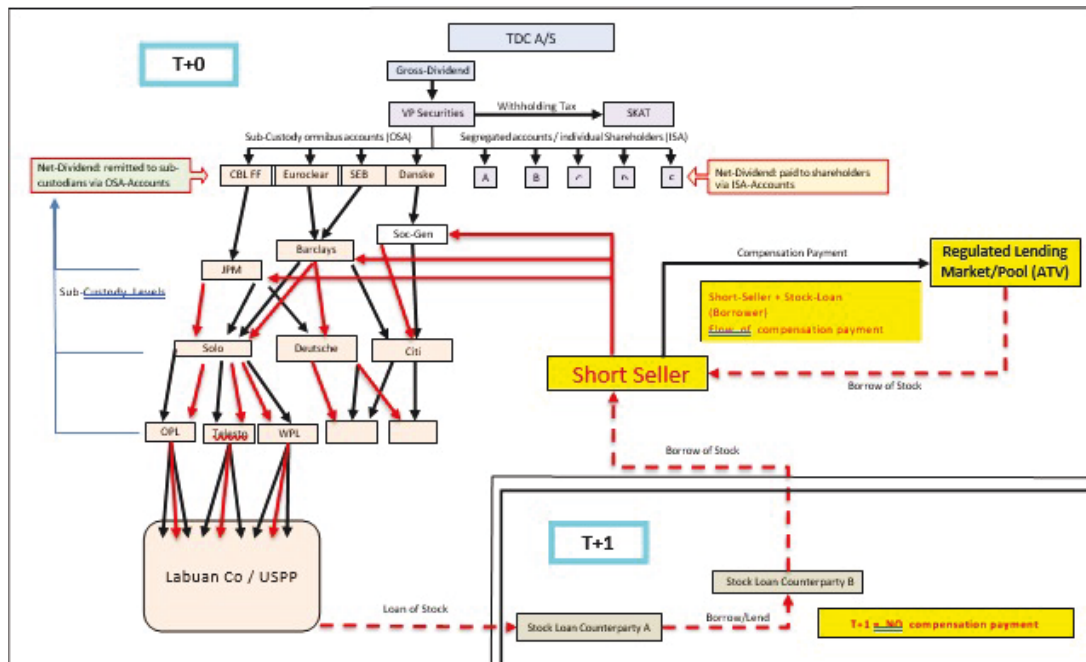 TDC A/S
T+0
Gross-Dividend
VP Securities
Withholding Tax
SKAT
Sub-Custody omnibus accounts (OSA)
Segregated accounts / individual Shareholders (ISA)
Net-Dividend: remitted to sub-
custodians via OSA-Accounts
CBL FF
Euroclear
SEB
Danske
A
B
Net-Dividend: paid to shareholders
via ISA-Accounts
Soc-Gen
Barclays
JPM
Compensation Payment
Regulated Lending
Market/Pool (ATV)
Sub-Custody Levels
Short-Seller + Stock-Loan
(Borrower)
Flow of compensation payment
Solo
Deutsche
Citi
Short Seller
Borrow of Stock
OPL
Telesto
WPL
Borrow of Stock
T+1
Labuan Co / USPP
Stock Loan Counterparty B
Loan of Stock
Stock Loan Counterparty A
Borrow/Lend
T+1 = NO compensation payment